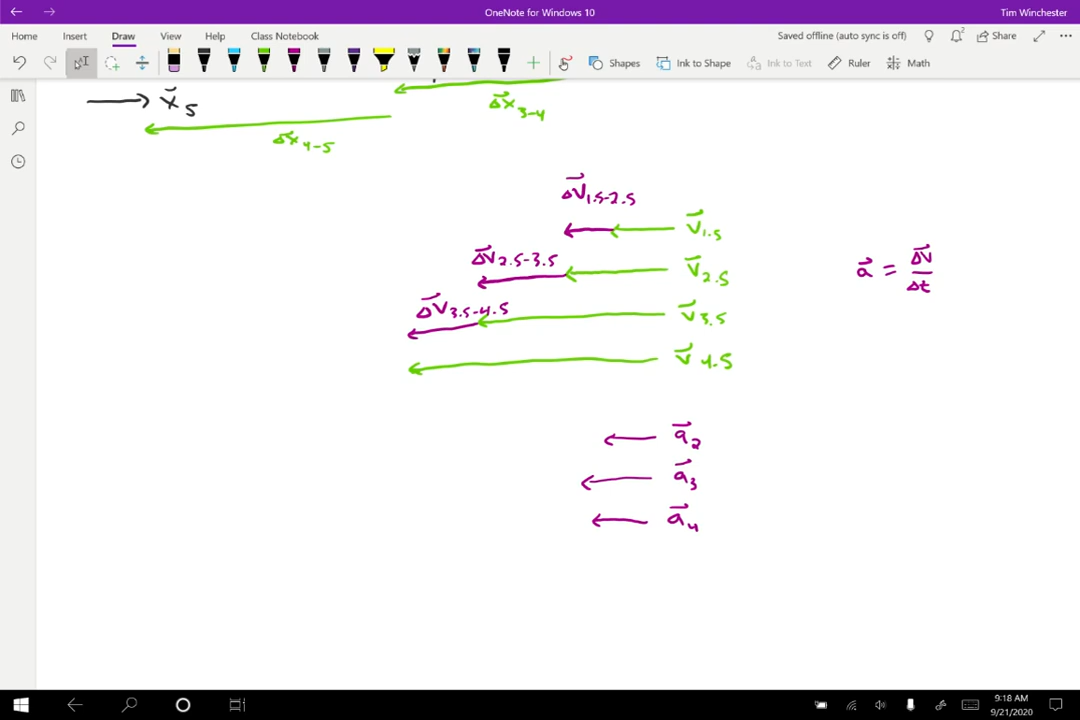 OneNote for Windows 10
Tim Winchester
Home Insert Draw View Help Class Notebook
Saved offline (auto sync is off) Share
Shapes Ink to Shape Ink to Text Ruler Math
x⃗5
Δx⃗3-4
Δx⃗4-5
Δv⃗1.5-2.5
v⃗1.5
Δv⃗2.5-3.5
v⃗2.5
a⃗ = Δv⃗/Δt
Δv⃗3.5-4.5
v⃗3.5
v⃗4.5
a⃗2
a⃗3
a⃗4
9:18 AM
9/21/2020